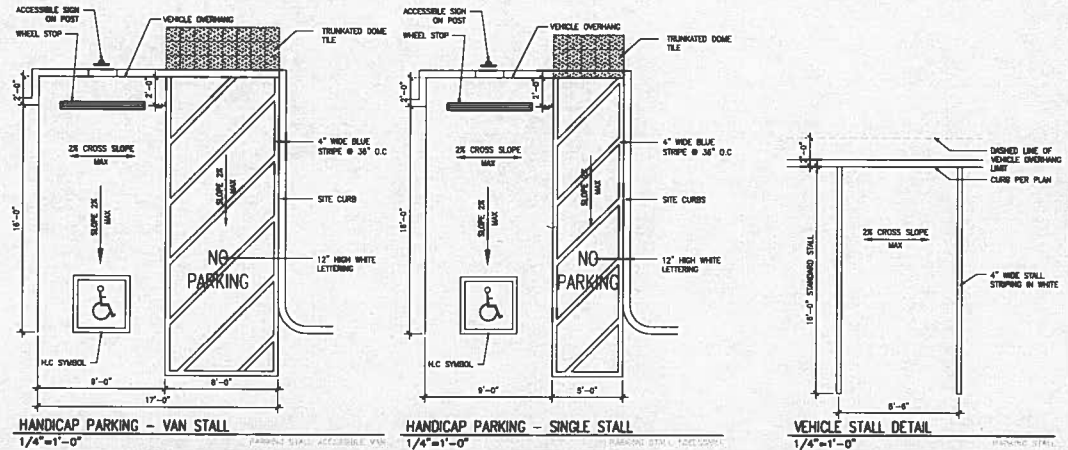 ACCESSIBLE SIGN
ON POST
WHEEL STOP
VEHICLE OVERHANG
TRUNKATED DOME
TILE
2'-0"
2'-0"
2% CROSS SLOPE
MAX
SLOPE 2%
MAX
SLOPE 2%
MAX
4" WIDE BLUE
STRIPE @ 36" O.C
SITE CURB
16'-0"
NO
PARKING
12" HIGH WHITE
LETTERING
H.C SYMBOL
9'-0"
8'-0"
17'-0"
HANDICAP PARKING - VAN STALL
1/4"=1'-0"
ACCESSIBLE SIGN
ON POST
WHEEL STOP
VEHICLE OVERHANG
TRUNKATED DOME
TILE
2'-0"
2'-0"
2% CROSS SLOPE
MAX
SLOPE 2%
MAX
SLOPE 2%
MAX
4" WIDE BLUE
STRIPE @ 36" O.C
SITE CURBS
16'-0"
NO
PARKING
12" HIGH WHITE
LETTERING
H.C SYMBOL
9'-0"
5'-0"
HANDICAP PARKING - SINGLE STALL
1/4"=1'-0"
2'-0"
DASHED LINE OF
VEHICLE OVERHANG
LIMIT
CURB PER PLAN
2% CROSS SLOPE
MAX
16'-0" STANDARD STALL
4" WIDE STALL
STRIPING IN WHITE
8'-6"
VEHICLE STALL DETAIL
1/4"=1'-0"
PARKING STALL